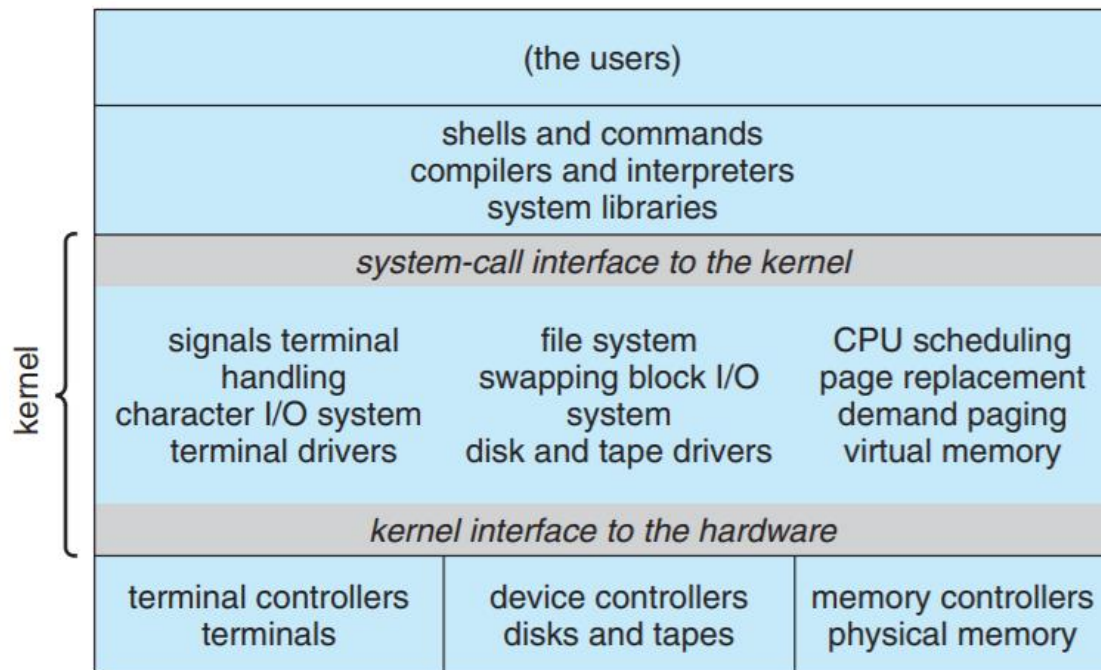 (the users)
shells and commands
compilers and interpreters
system libraries
kernel
system-call interface to the kernel
signals terminal
handling
character I/O system
terminal drivers
file system
swapping block I/O
system
disk and tape drivers
CPU scheduling
page replacement
demand paging
virtual memory
kernel interface to the hardware
terminal controllers
terminals
device controllers
disks and tapes
memory controllers
physical memory